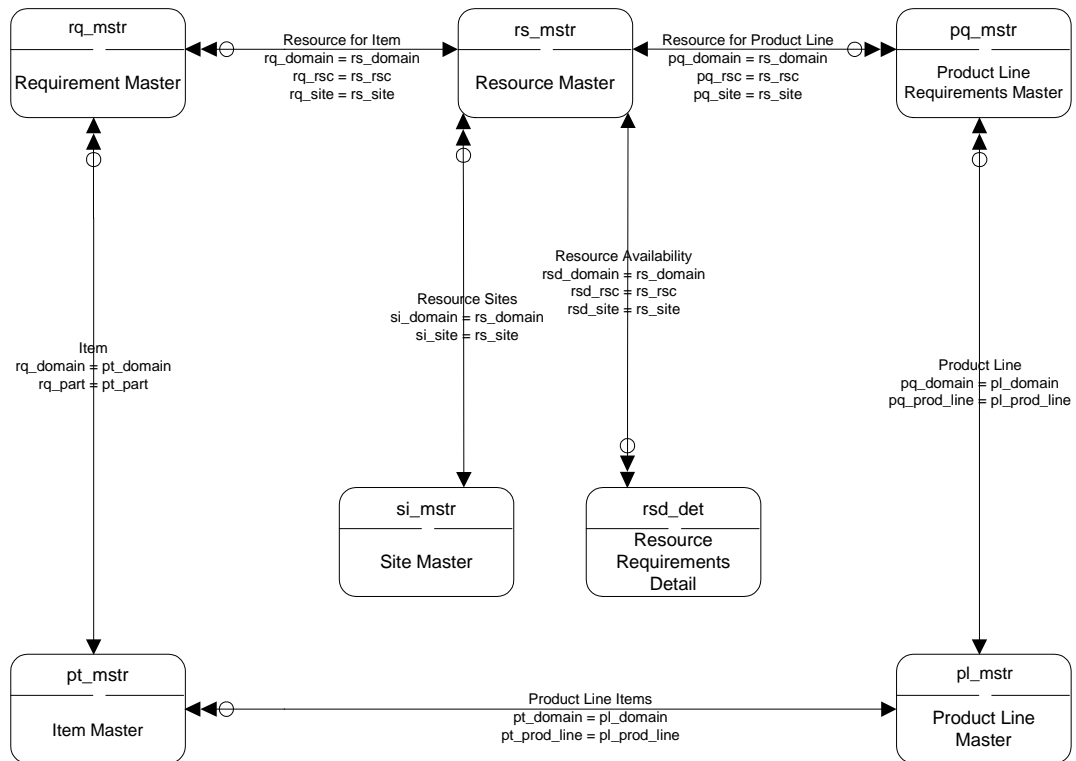 rq_mstr
Requirement Master
Resource for Item
rq_domain = rs_domain
rq_rsc = rs_rsc
rq_site = rs_site
rs_mstr
Resource Master
Resource for Product Line
pq_domain = rs_domain
pq_rsc = rs_rsc
pq_site = rs_site
pq_mstr
Product Line
Requirements Master
Resource Availability
rsd_domain = rs_domain
rsd_rsc = rs_rsc
rsd_site = rs_site
Resource Sites
si_domain = rs_domain
si_site = rs_site
Item
rq_domain = pt_domain
rq_part = pt_part
Product Line
pq_domain = pl_domain
pq_prod_line = pl_prod_line
si_mstr
Site Master
rsd_det
Resource
Requirements
Detail
pt_mstr
Item Master
Product Line Items
pt_domain = pl_domain
pt_prod_line = pl_prod_line
pl_mstr
Product Line
Master